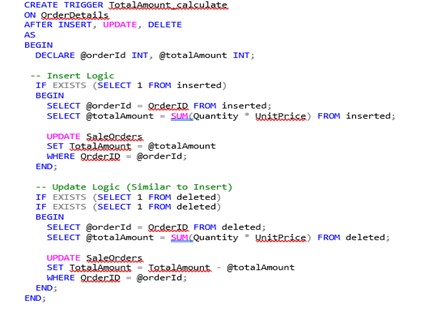 CREATE TRIGGER TotalAmount_calculate
ON OrderDetails
AFTER INSERT, UPDATE, DELETE
AS
BEGIN
DECLARE @orderId INT, @totalAmount INT;
-- Insert Logic
IF EXISTS (SELECT 1 FROM inserted)
BEGIN
SELECT @orderId = OrderID FROM inserted;
SELECT @totalAmount = SUM(Quantity * UnitPrice) FROM inserted;
UPDATE SaleOrders
SET TotalAmount = @totalAmount
WHERE OrderID = @orderId;
END;
-- Update Logic (Similar to Insert)
IF EXISTS (SELECT 1 FROM deleted)
IF EXISTS (SELECT 1 FROM deleted)
BEGIN
SELECT @orderId = OrderID FROM deleted;
SELECT @totalAmount = SUM(Quantity * UnitPrice) FROM deleted;
UPDATE SaleOrders
SET TotalAmount = TotalAmount - @totalAmount
WHERE OrderID = @orderId;
END;
END;